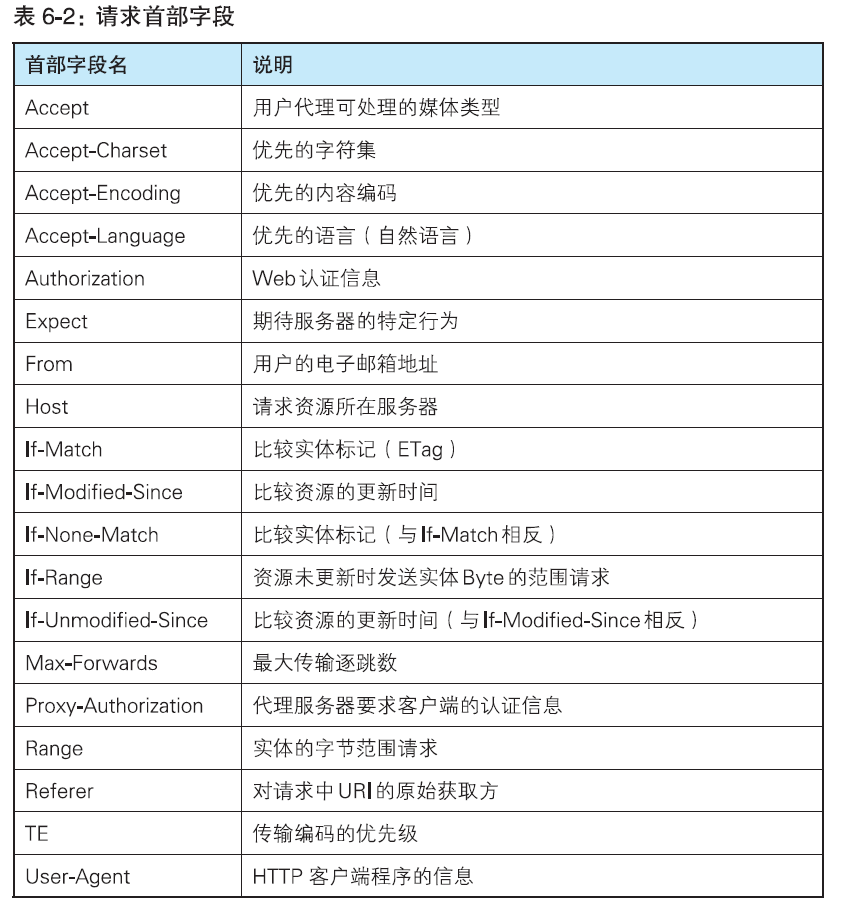 表 6-2：请求首部字段
首部字段名 说明
Accept 用户代理可处理的媒体类型
Accept-Charset 优先的字符集
Accept-Encoding 优先的内容编码
Accept-Language 优先的语言（自然语言）
Authorization Web认证信息
Expect 期待服务器的特定行为
From 用户的电子邮箱地址
Host 请求资源所在服务器
If-Match 比较实体标记（ETag）
If-Modified-Since 比较资源的更新时间
If-None-Match 比较实体标记（与If-Match相反）
If-Range 资源未更新时发送实体Byte的范围请求
If-Unmodified-Since 比较资源的更新时间（与If-Modified-Since相反）
Max-Forwards 最大传输逐跳数
Proxy-Authorization 代理服务器要求客户端的认证信息
Range 实体的字节范围请求
Referer 对请求中URI的原始获取方
TE 传输编码的优先级
User-Agent HTTP 客户端程序的信息